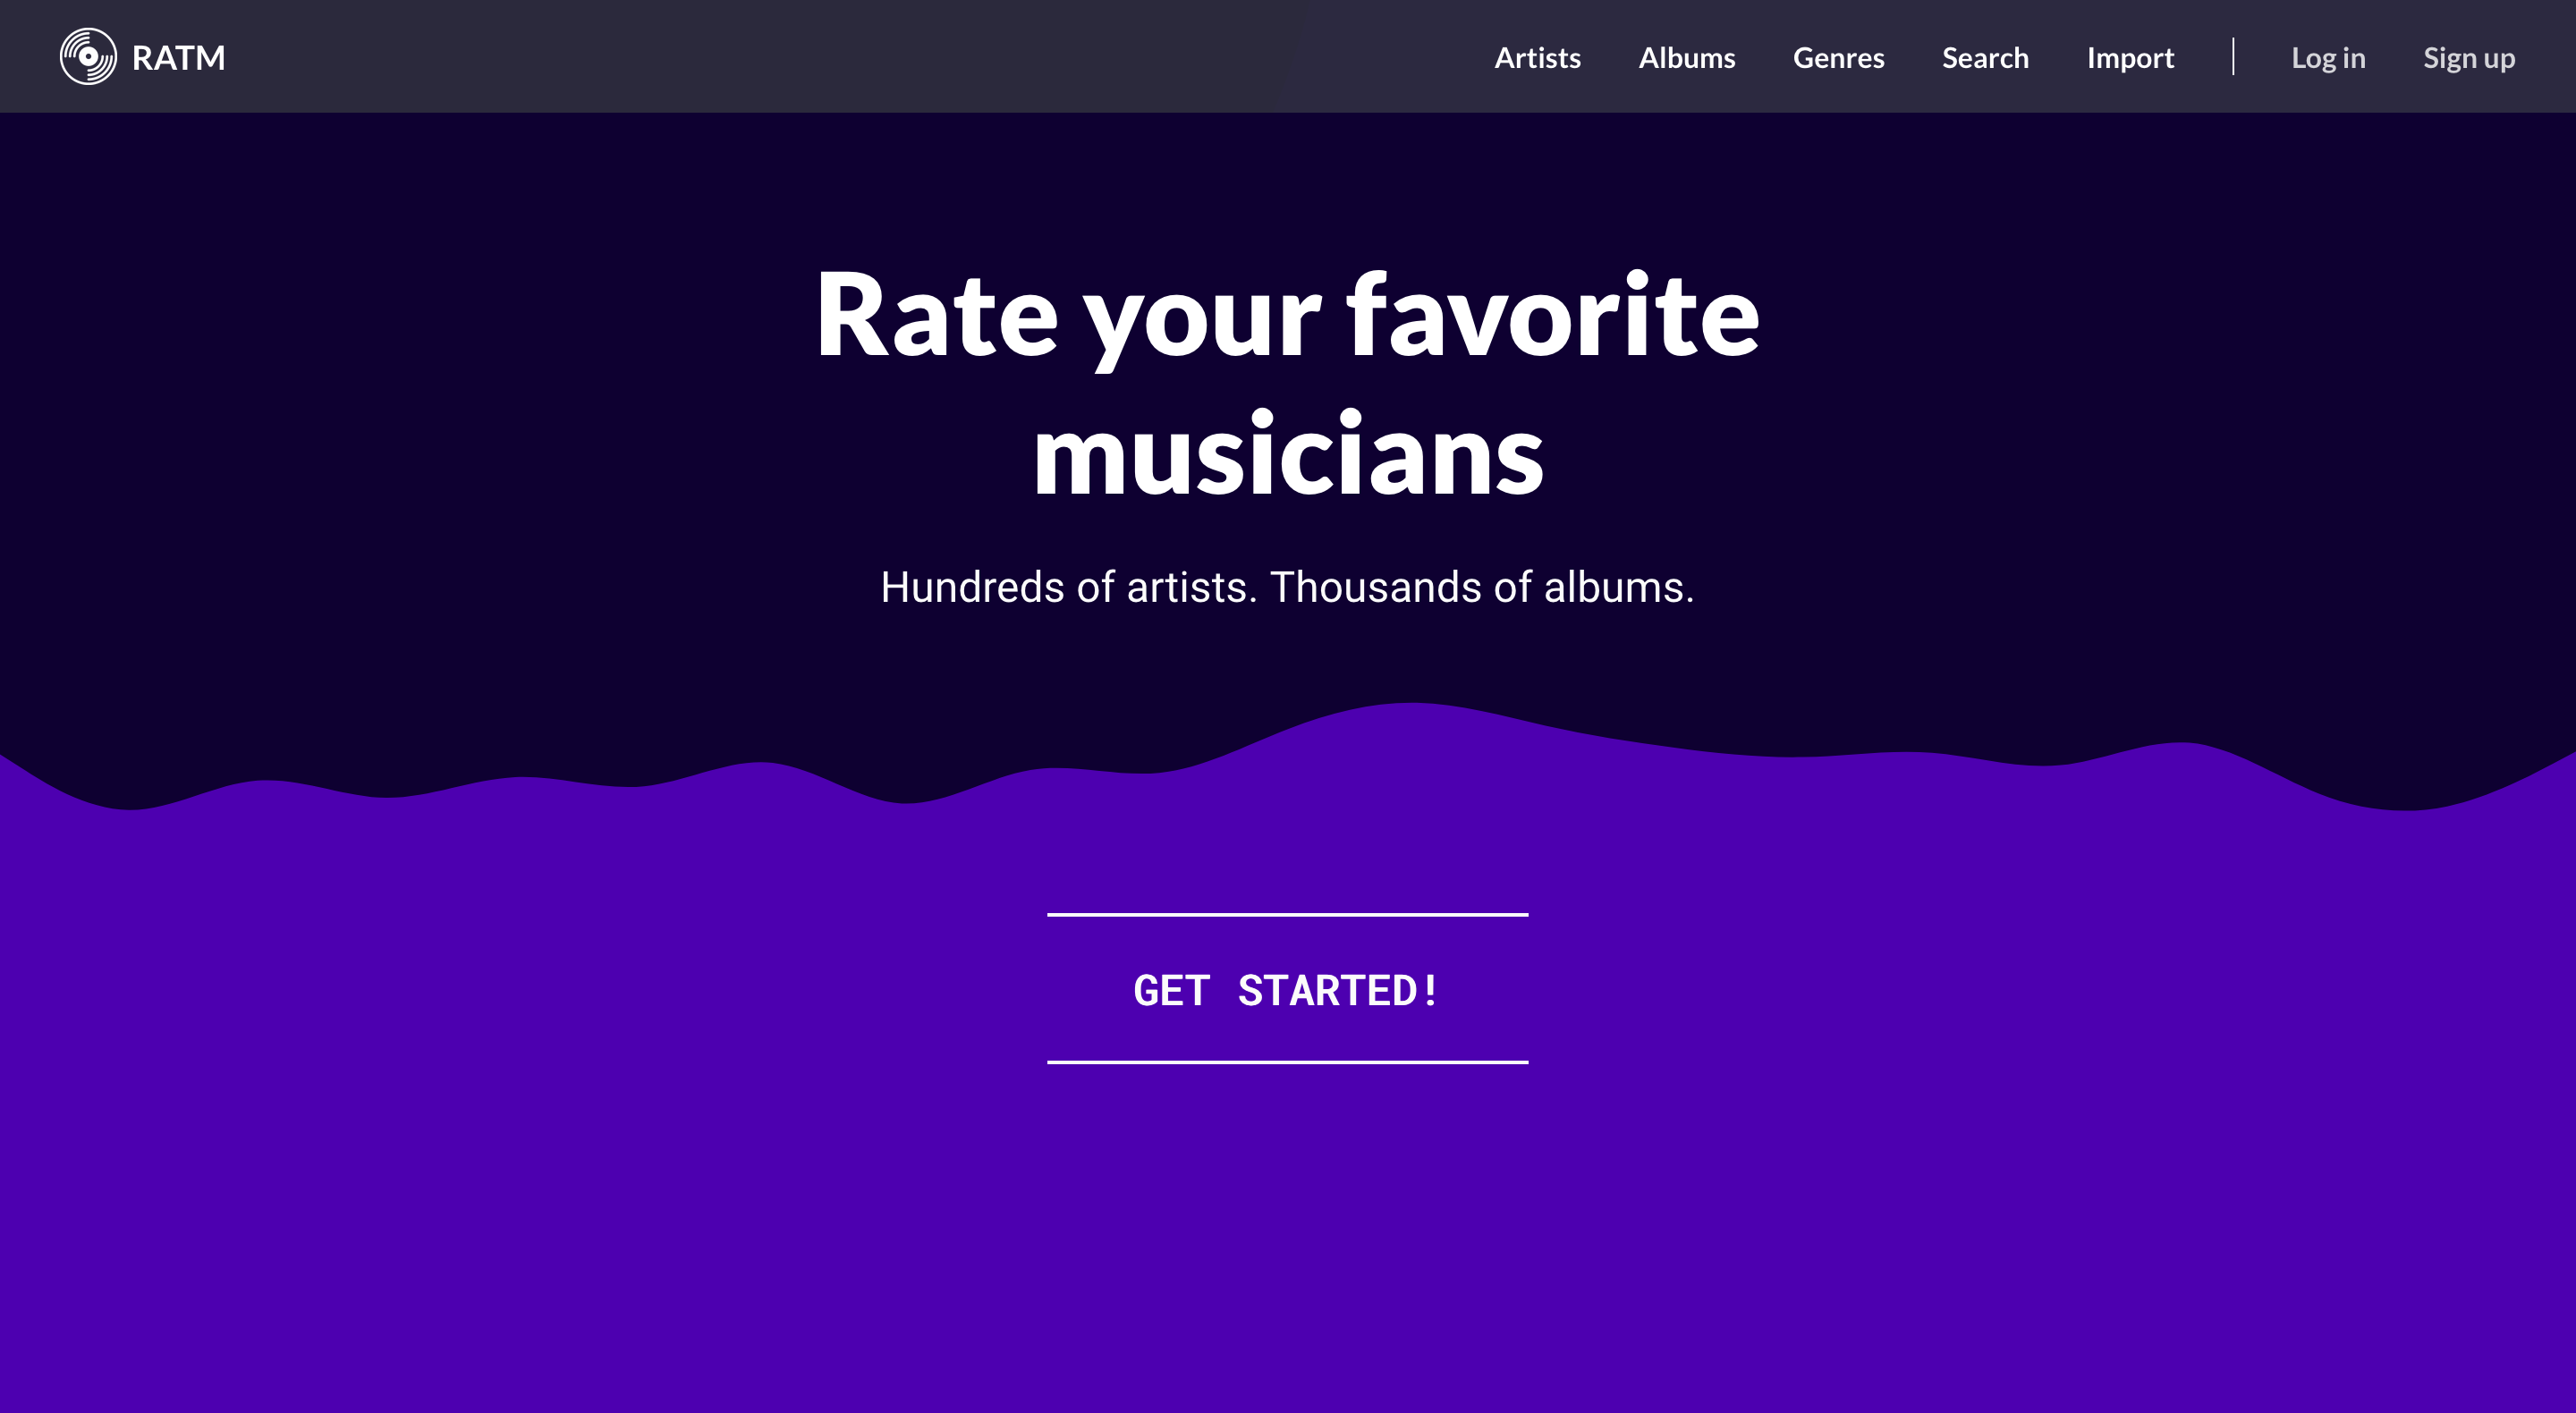 RATM
Artists Albums Genres Search Import Log in Sign up
Rate your favorite
musicians
Hundreds of artists. Thousands of albums.
GET STARTED!